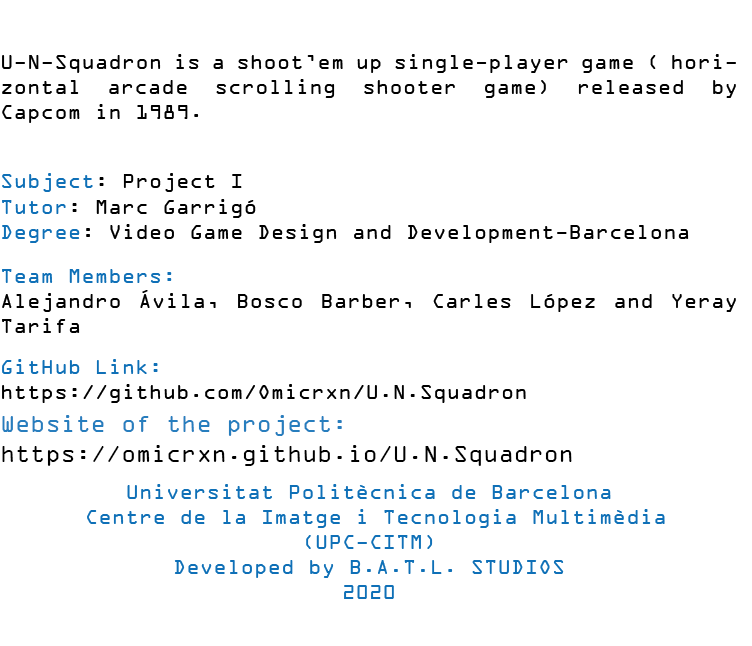 U-N-Squadron is a shoot'em up single-player game ( hori-
zontal arcade scrolling shooter game) released by
Capcom in 1989.
Subject: Project I
Tutor: Marc Garrigó
Degree: Video Game Design and Development-Barcelona
Team Members:
Alejandro Ávila, Bosco Barber, Carles López and Yeray
Tarifa
GitHub Link:
https://github.com/Omicrxn/U.N.Squadron
Website of the project:
https://omicrxn.github.io/U.N.Squadron
Universitat Politècnica de Barcelona
Centre de la Imatge i Tecnologia Multimèdia
(UPC-CITM)
Developed by B.A.T.L. STUDIOS
2020